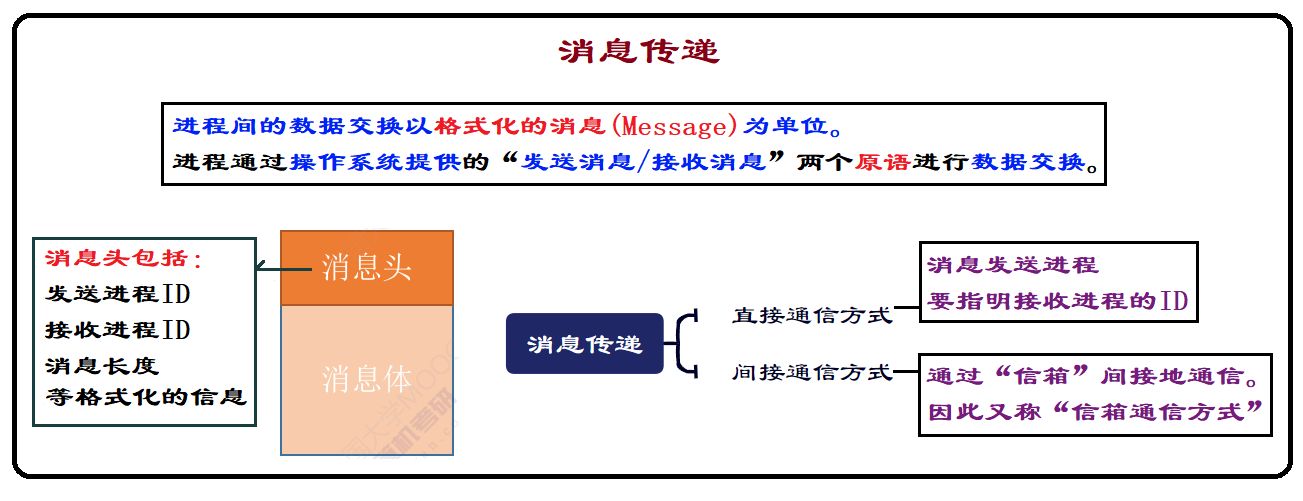 消息传递
进程间的数据交换以格式化的消息(Message)为单位。
进程通过操作系统提供的“发送消息/接收消息”两个原语进行数据交换。
消息头包括:
发送进程ID
接收进程ID
消息长度
等格式化的信息
消息头
消息体
消息传递
直接通信方式
消息发送进程
要指明接收进程的ID
间接通信方式
通过“信箱”间接地通信。
因此又称“信箱通信方式”